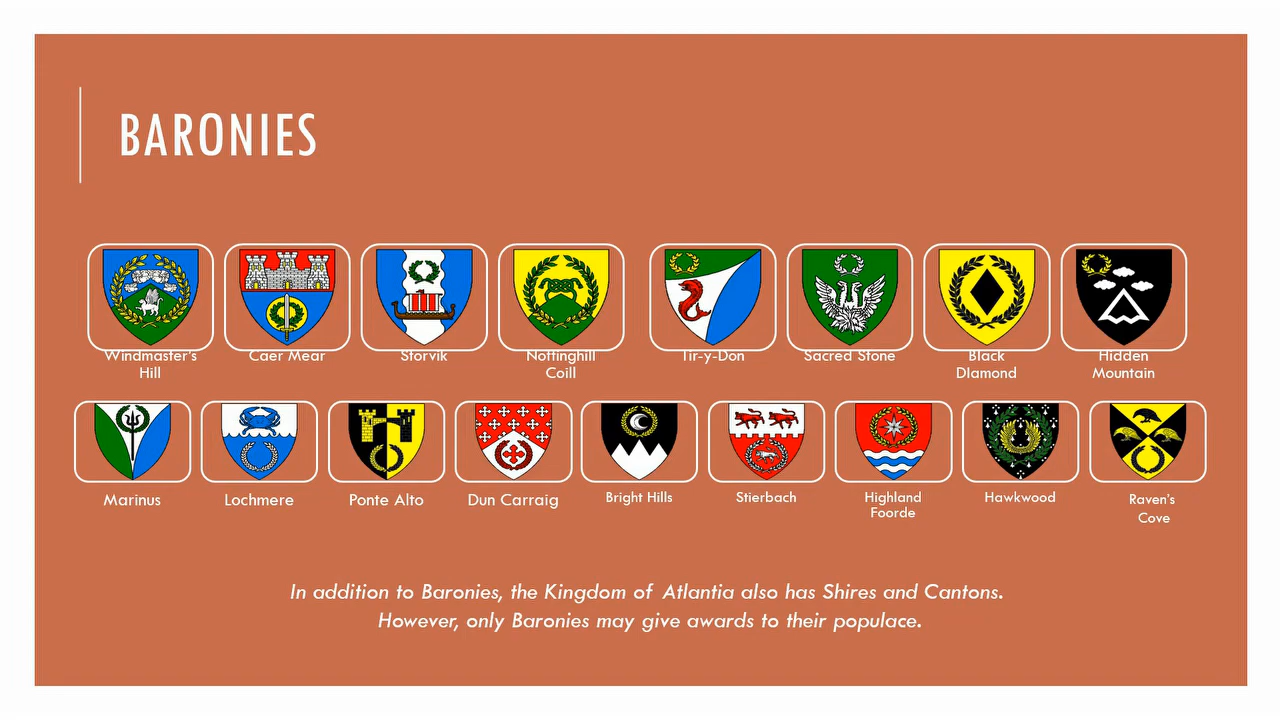 BARONIES
Windmaster's
Hill
Caer Mear
Storvik
Nottinghill
Coill
Tir-y-Don
Sacred Stone
Black
DIamond
Hidden
Mountain
Marinus
Lochmere
Ponte Alto
Dun Carraig
Bright Hills
Stierbach
Highland
Foorde
Hawkwood
Raven's
Cove
In addition to Baronies, the Kingdom of Atlantia also has Shires and Cantons.
However, only Baronies may give awards to their populace.